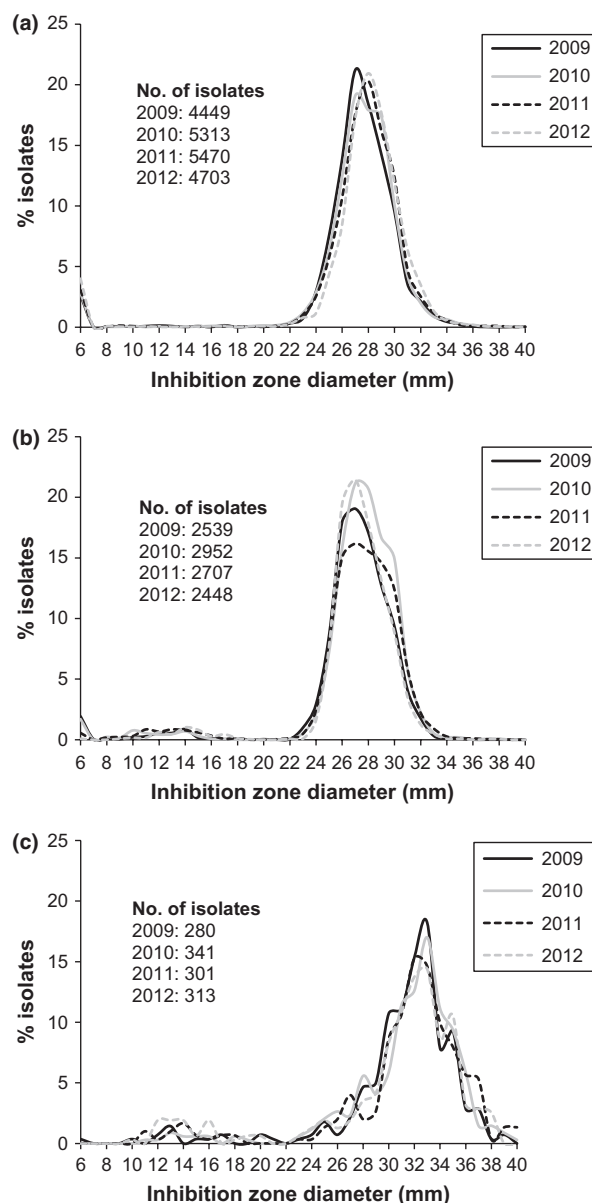 (a)
25
20
15
10
5
0
% isolates
No. of isolates
2009: 4449
2010: 5313
2011: 5470
2012: 4703
2009
2010
2011
2012
6 8 10 12 14 16 18 20 22 24 26 28 30 32 34 36 38 40
Inhibition zone diameter (mm)
(b)
25
20
15
10
5
0
% isolates
No. of isolates
2009: 2539
2010: 2952
2011: 2707
2012: 2448
2009
2010
2011
2012
6 8 10 12 14 16 18 20 22 24 26 28 30 32 34 36 38 40
Inhibition zone diameter (mm)
(c)
25
20
15
10
5
0
% isolates
No. of isolates
2009: 280
2010: 341
2011: 301
2012: 313
2009
2010
2011
2012
6 8 10 12 14 16 18 20 22 24 26 28 30 32 34 36 38 40
Inhibition zone diameter (mm)